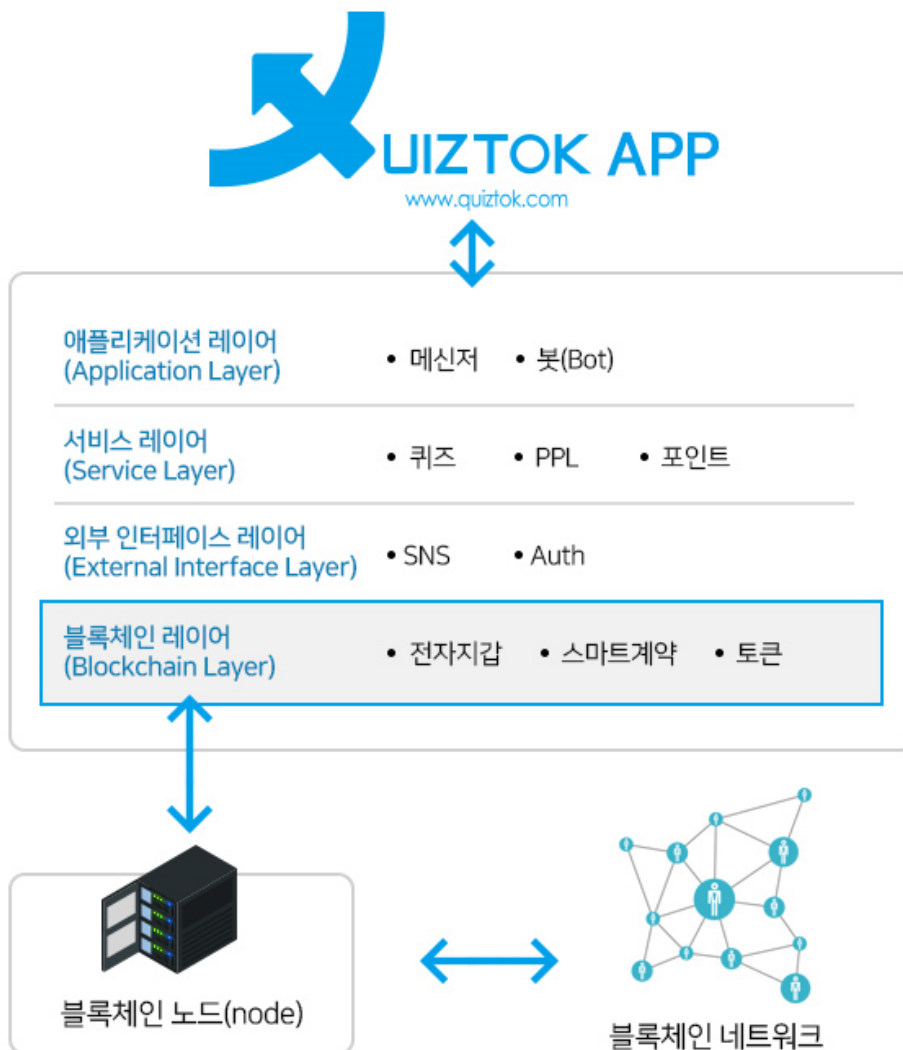 QUIZTOK APP
www.quiztok.com
애플리케이션 레이어
(Application Layer)
• 메신저 • 봇(Bot)
서비스 레이어
(Service Layer)
• 퀴즈 • PPL • 포인트
외부 인터페이스 레이어
(External Interface Layer)
• SNS • Auth
블록체인 레이어
(Blockchain Layer)
• 전자지갑 • 스마트계약 • 토큰
블록체인 노드(node)
블록체인 네트워크